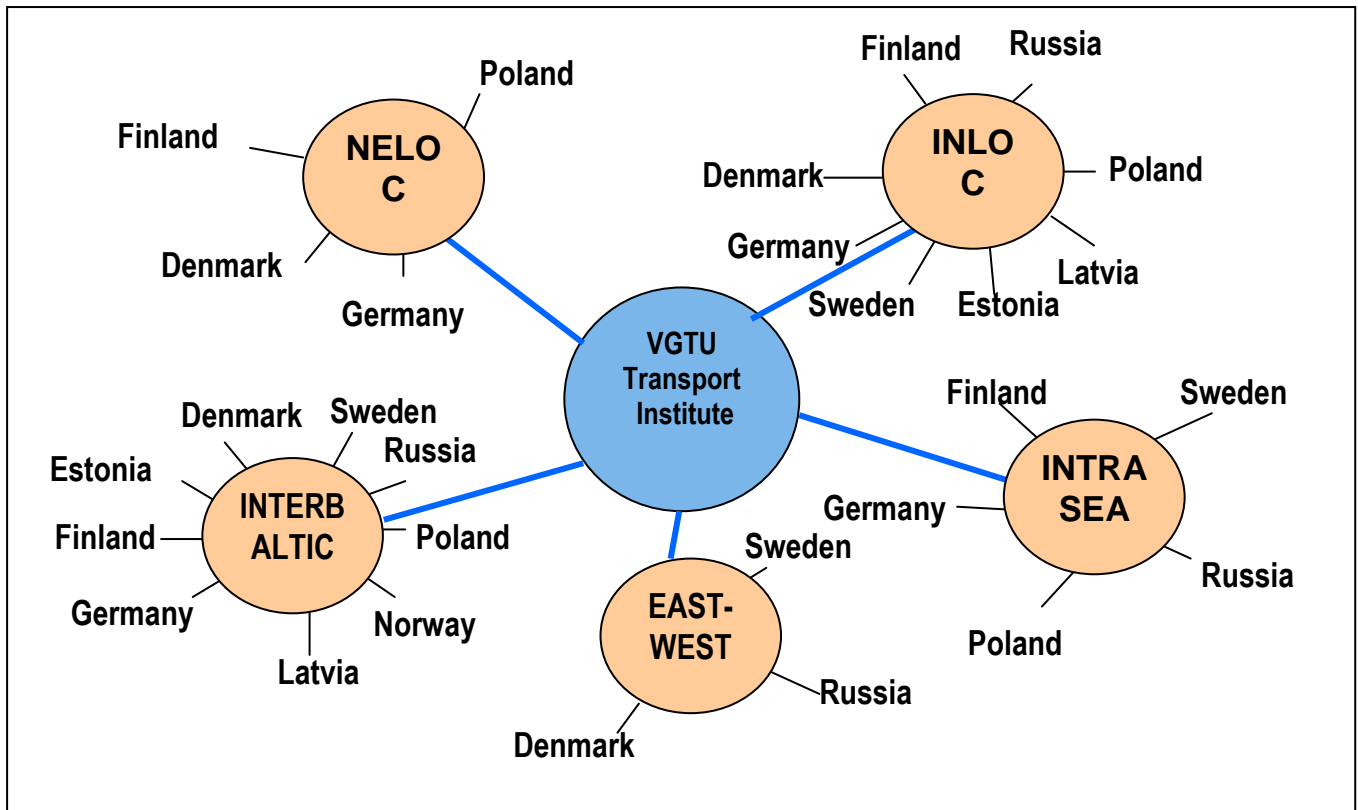 Poland
Finland
NELO
C
Denmark
Germany
Finland
Russia
INLO
C
Denmark
Poland
Germany
Latvia
Sweden
Estonia
VGTU
Transport
Institute
Denmark
Sweden
Russia
Estonia
INTERB
ALTIC
Finland
Poland
Germany
Norway
Latvia
Finland
Sweden
INTRA
SEA
Germany
Russia
Poland
Sweden
EAST-
WEST
Russia
Denmark